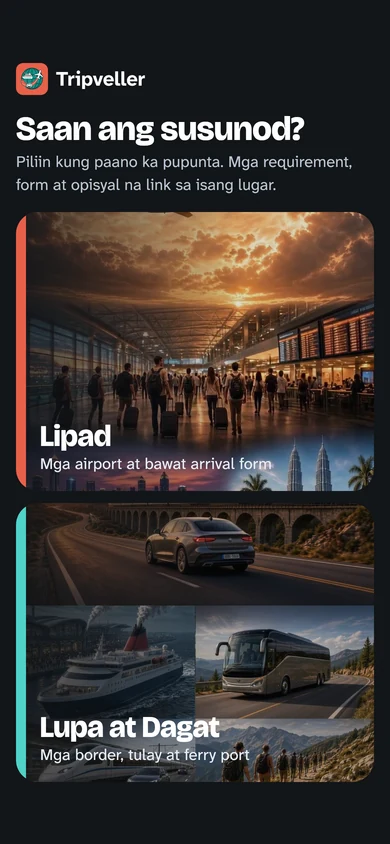 Tripveller
Saan ang susunod?
Piliin kung paano ka pupunta. Mga requirement,
form at opisyal na link sa isang lugar.
Lipad
Mga airport at bawat arrival form
Lupa at Dagat
Mga border, tulay at ferry port